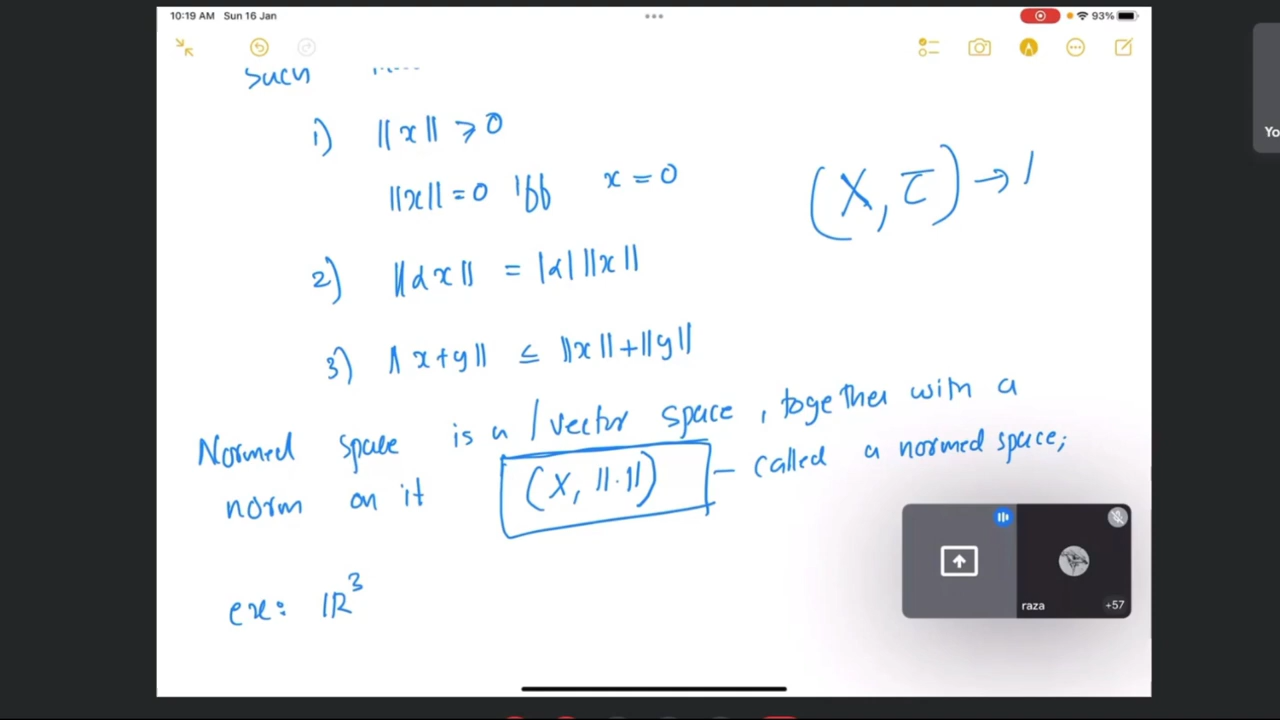 10:19 AM Sun 16 Jan
93%
such
1) ||x|| ⩾ 0
||x|| = 0 iff x = 0
(X, τ) →
2) ||αx|| = |α| ||x||
3) ||x+y|| ≤ ||x|| + ||y||
Normed space is a vector space, together with a
norm on it (X, ||·||) – called a normed space;
ex: ℝ³
raza
+57
Yo